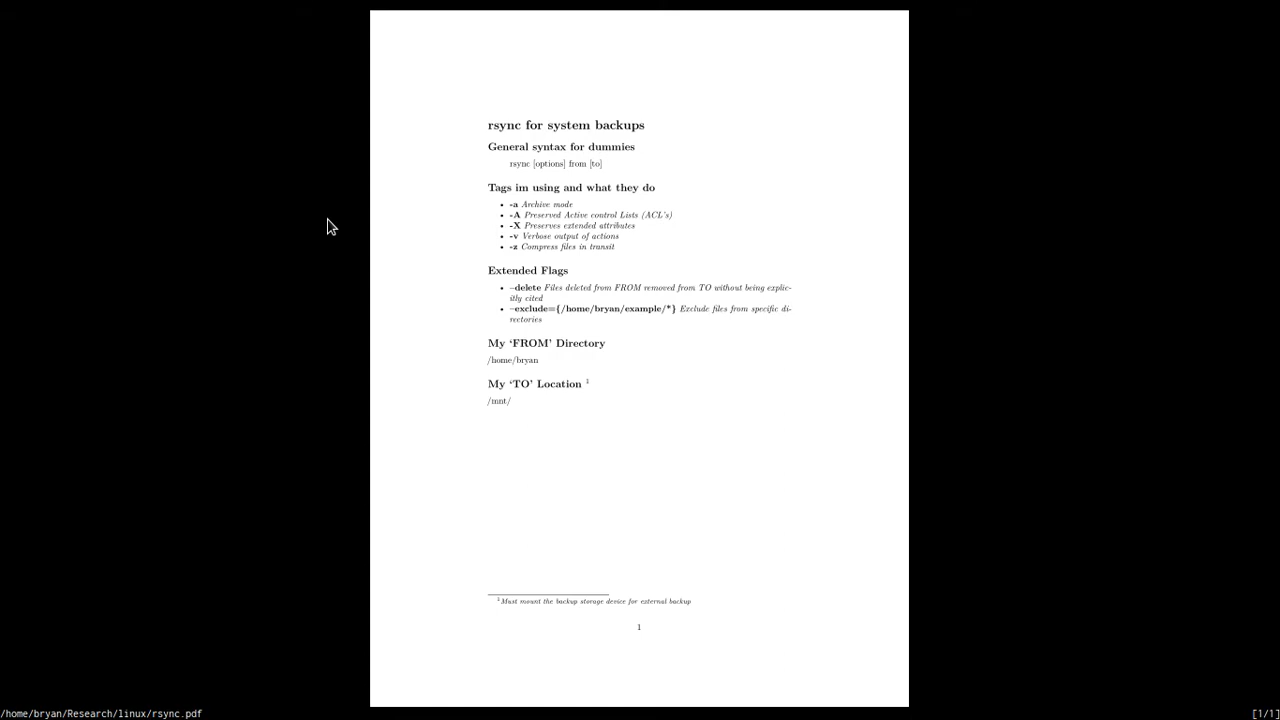 rsync for system backups
General syntax for dummies
rsync [options] from [to]
Tags im using and what they do
• -a Archive mode
• -A Preserved Active control Lists (ACL's)
• -X Preserves extended attributes
• -v Verbose output of actions
• -z Compress files in transit
Extended Flags
• –delete Files deleted from FROM removed from TO without being explic-
itly cited
• –exclude={/home/bryan/example/*} Exclude files from specific di-
rectories
My ‘FROM’ Directory
/home/bryan
My ‘TO’ Location 2
/mnt/
2Must mount the backup storage device for external backup
1
/home/bryan/Research/linux/rsync.pdf
[1/1]